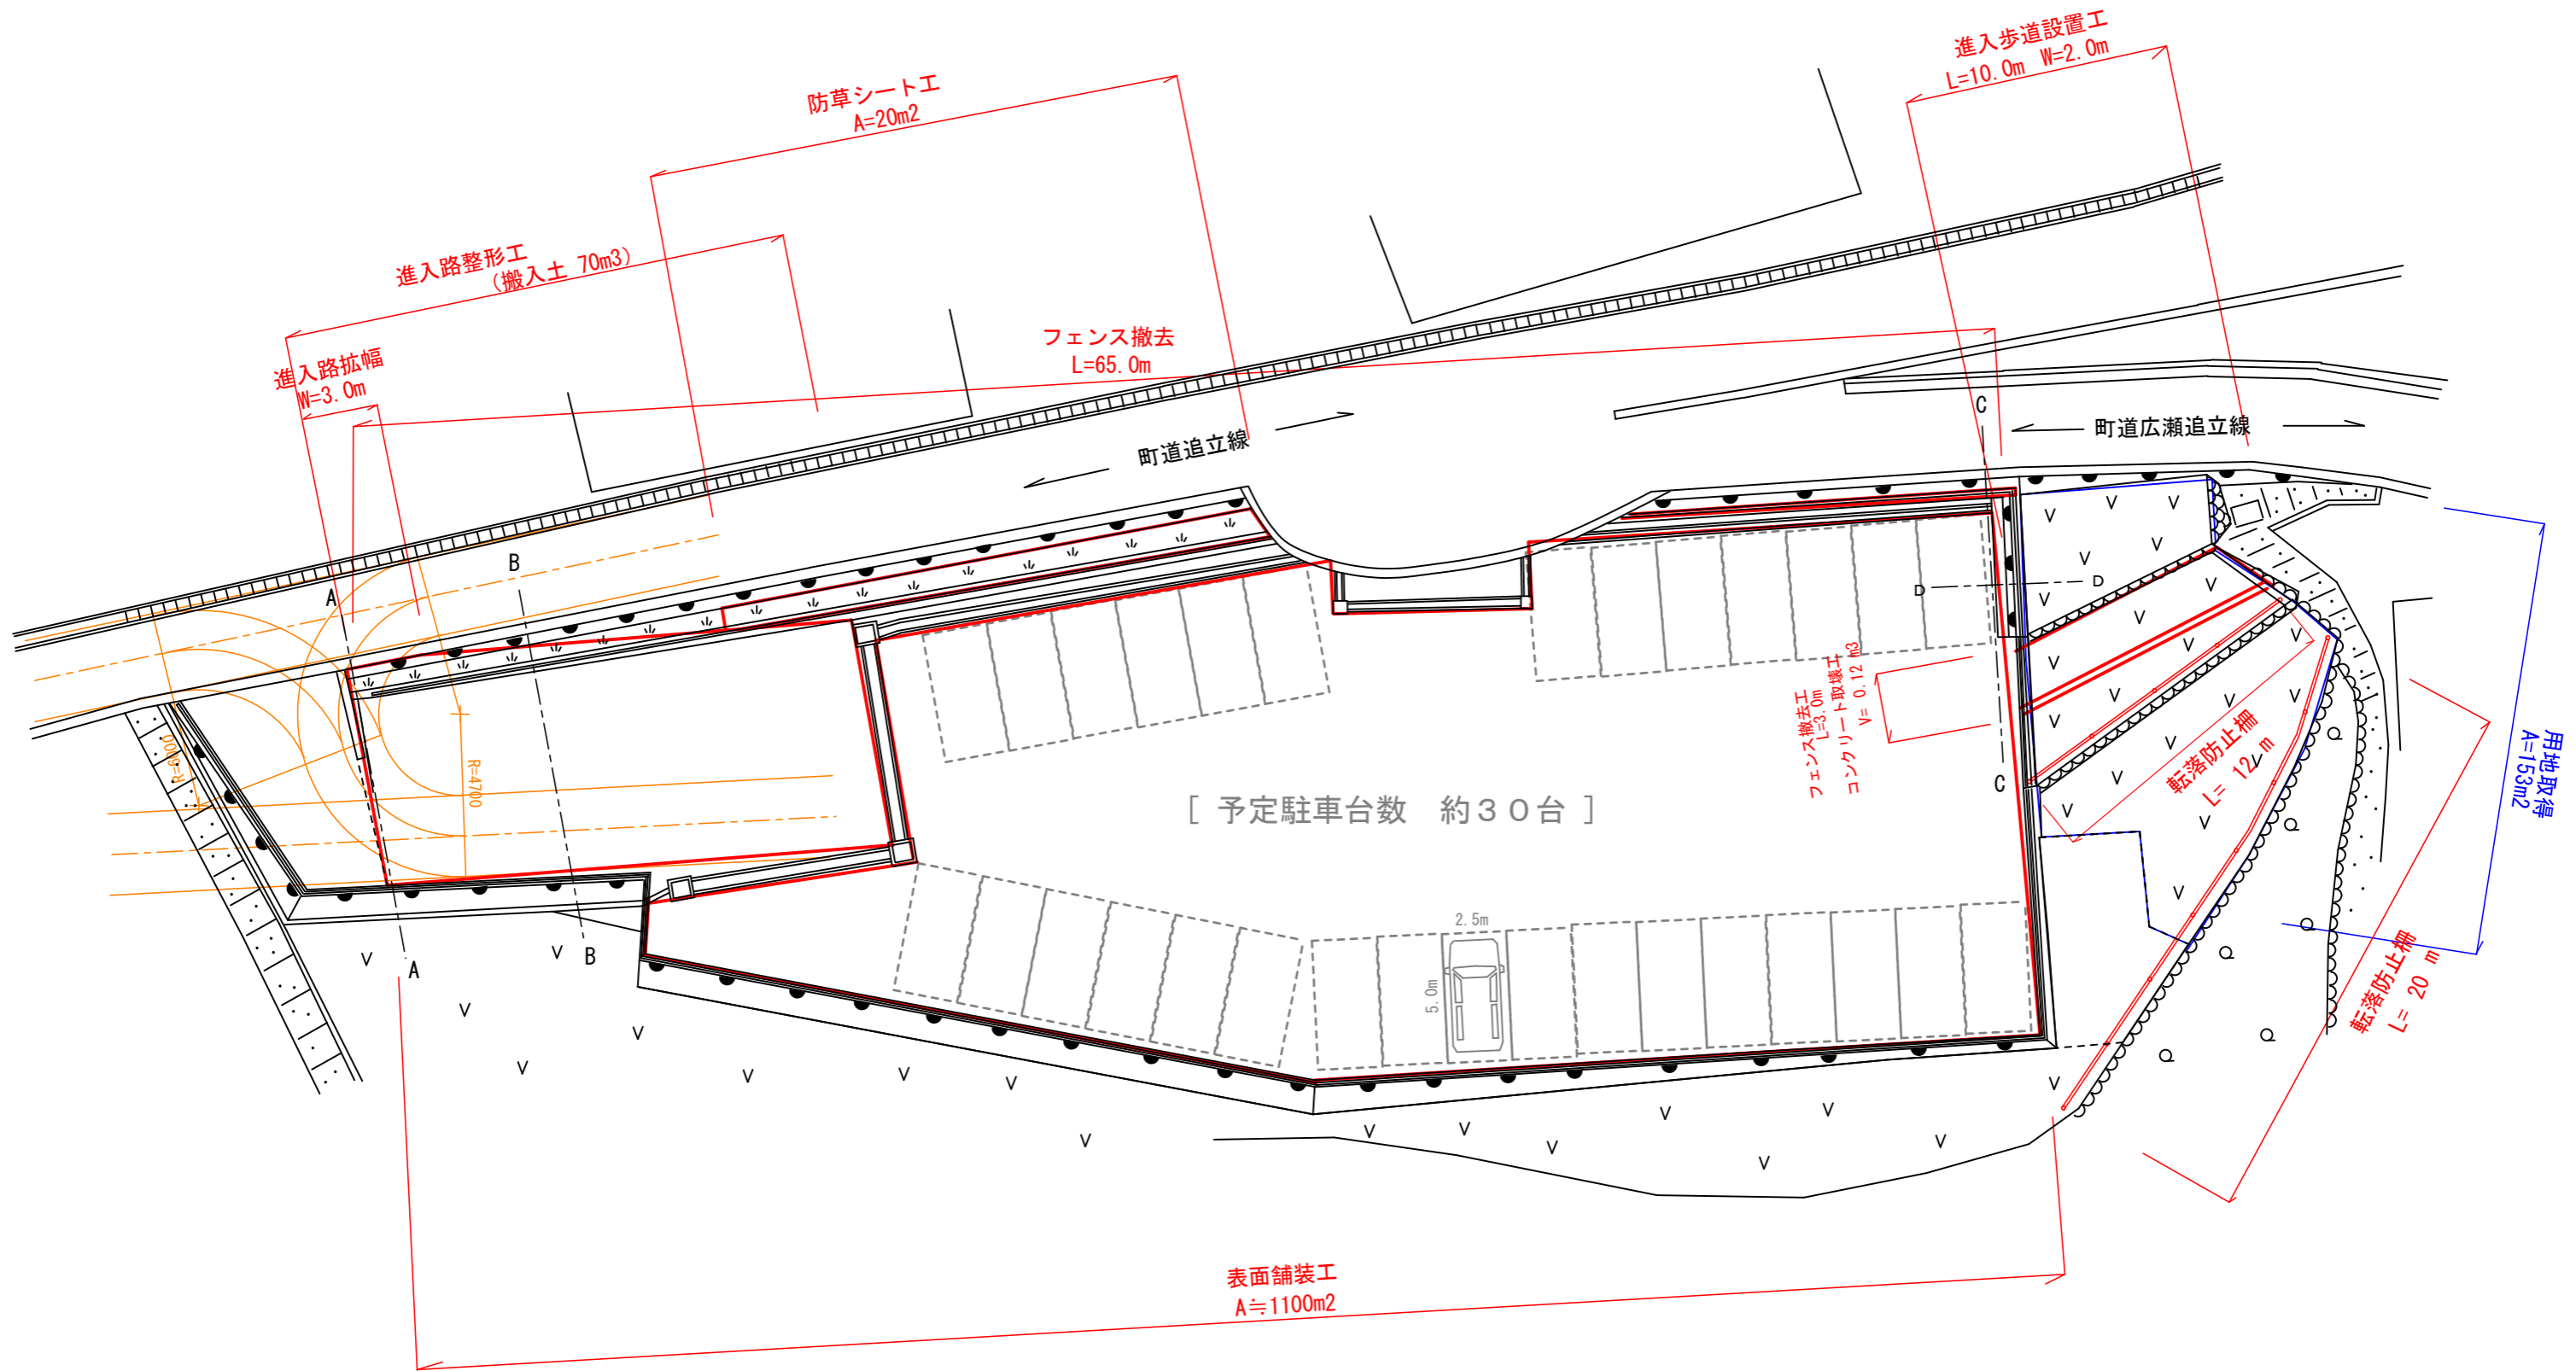 進入歩道設置工
L=10.0m W=2.0m
防草シート工
A=20m2
進入路整形工
（搬入土 70m3）
フェンス撤去
L=65.0m
進入路拡幅
W=3.0m
町道追立線
町道広瀬追立線
C
B
A
D
D
R=6900
R=4700
フェンス撤去工
L=3.0m
コンクリート取壊工
V= 0.12 m3
C
[ 予定駐車台数 約３０台 ]
転落防止柵
L= 12 m
用地取得
A=153m2
2.5m
5.0m
B
A
転落防止柵
L= 20 m
表面舗装工
A≒1100m2